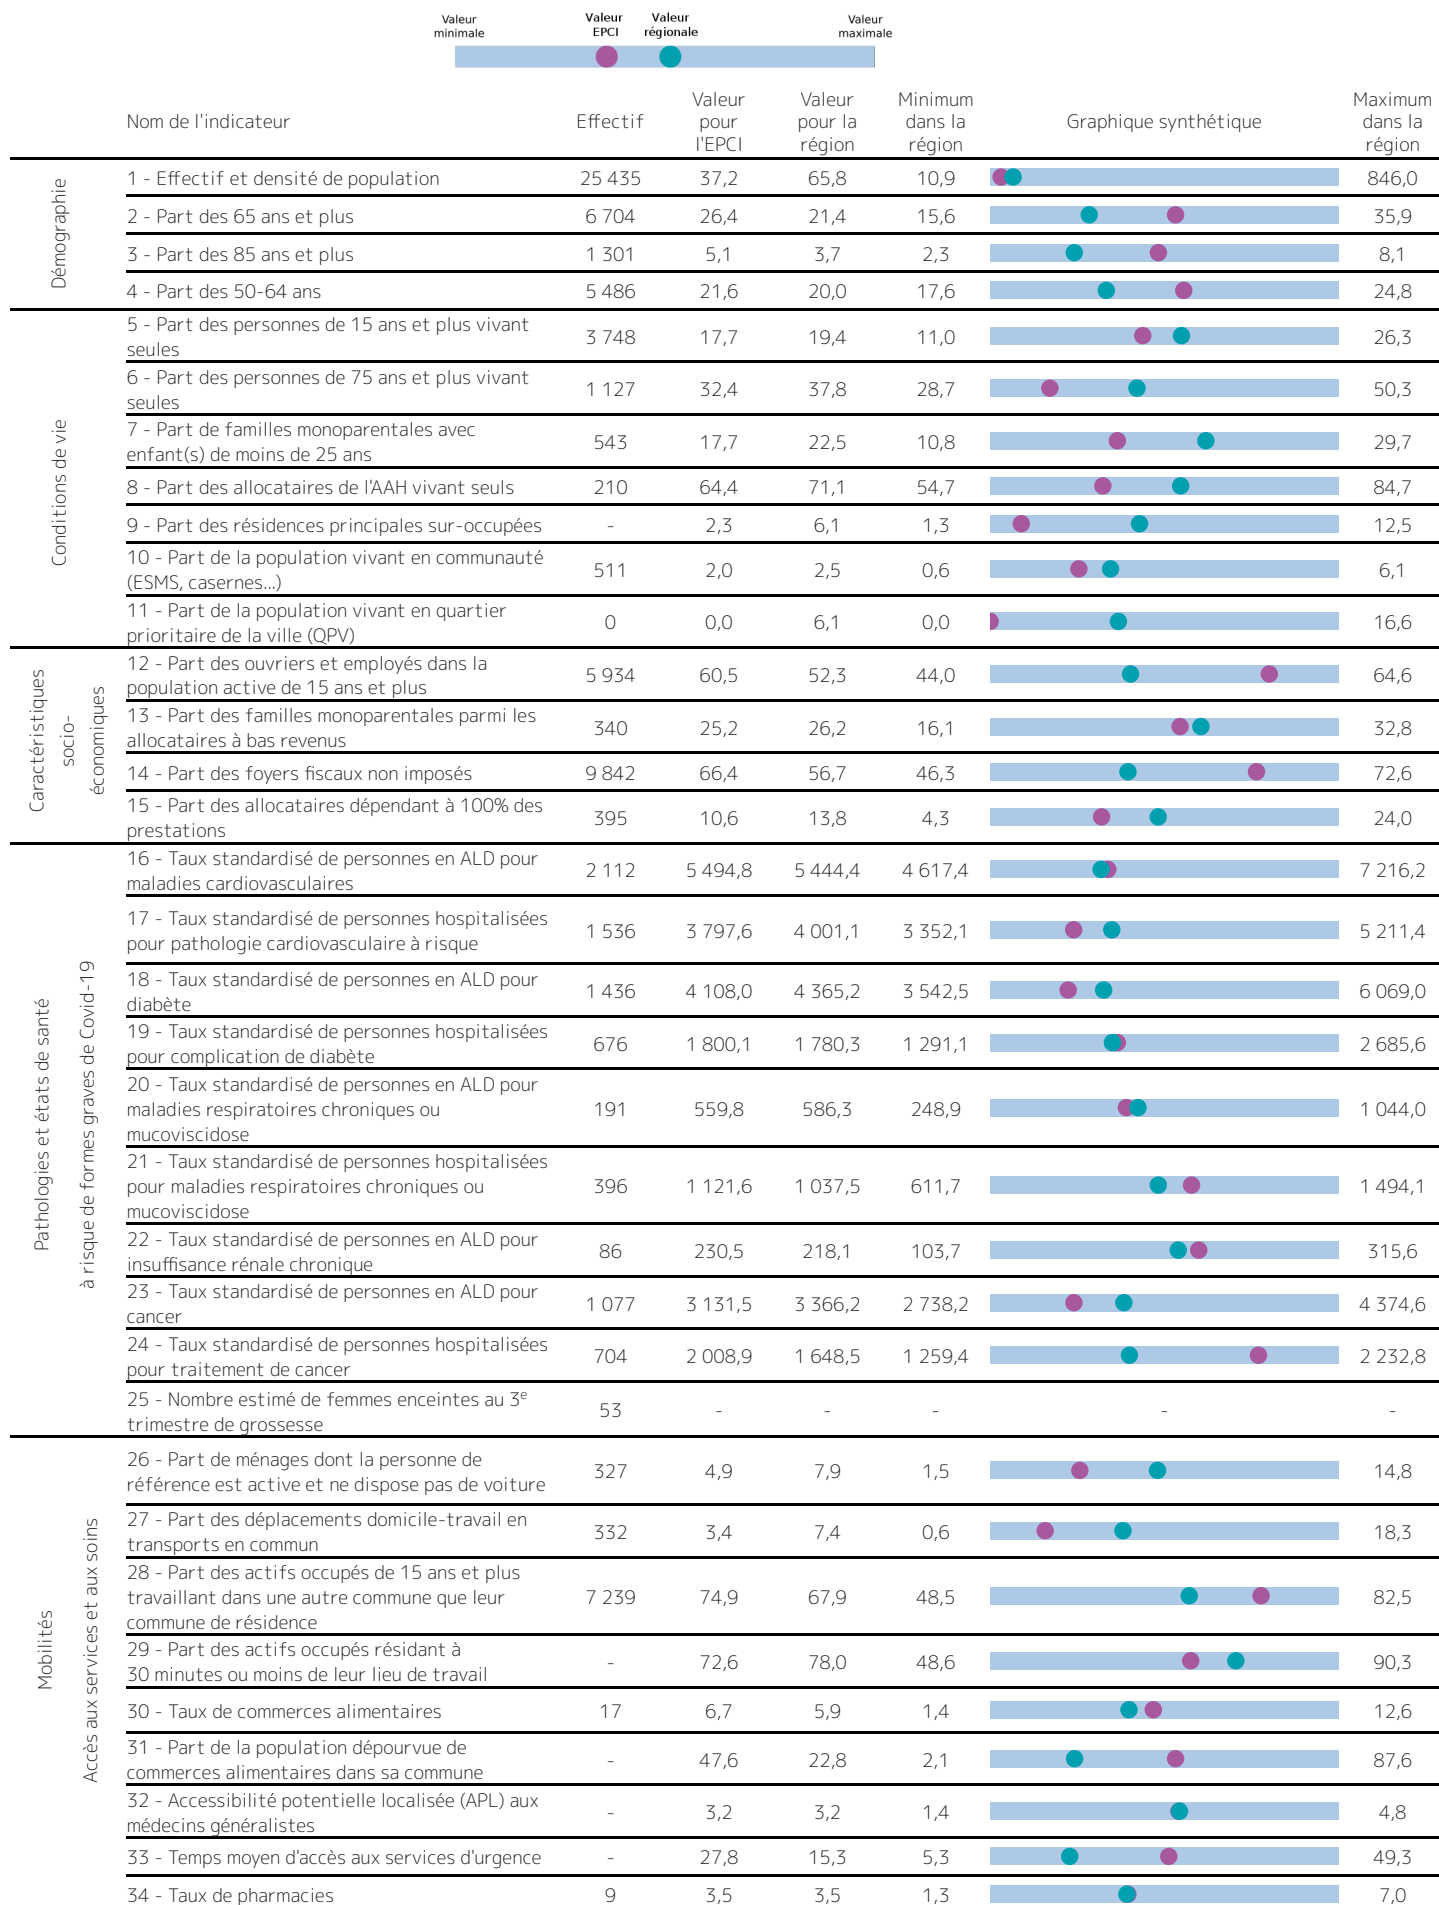 Valeur
minimale
Valeur
EPCI
Valeur
régionale
Valeur
maximale
Nom de l'indicateur
Effectif
Valeur
pour
l'EPCI
Valeur
pour la
région
Minimum
dans la
région
Graphique synthétique
Maximum
dans la
région
Démographie
1 - Effectif et densité de population 25 435 37,2 65,8 10,9 846,0
2 - Part des 65 ans et plus 6 704 26,4 21,4 15,6 35,9
3 - Part des 85 ans et plus 1 301 5,1 3,7 2,3 8,1
4 - Part des 50-64 ans 5 486 21,6 20,0 17,6 24,8
Conditions de vie
5 - Part des personnes de 15 ans et plus vivant
seules 3 748 17,7 19,4 11,0 26,3
6 - Part des personnes de 75 ans et plus vivant
seules 1 127 32,4 37,8 28,7 50,3
7 - Part de familles monoparentales avec
enfant(s) de moins de 25 ans 543 17,7 22,5 10,8 29,7
8 - Part des allocataires de l'AAH vivant seuls 210 64,4 71,1 54,7 84,7
9 - Part des résidences principales sur-occupées - 2,3 6,1 1,3 12,5
10 - Part de la population vivant en communauté
(ESMS, casernes...) 511 2,0 2,5 0,6 6,1
11 - Part de la population vivant en quartier
prioritaire de la ville (QPV) 0 0,0 6,1 0,0 16,6
Caractéristiques
socio-
économiques
12 - Part des ouvriers et employés dans la
population active de 15 ans et plus 5 934 60,5 52,3 44,0 64,6
13 - Part des familles monoparentales parmi les
allocataires à bas revenus 340 25,2 26,2 16,1 32,8
14 - Part des foyers fiscaux non imposés 9 842 66,4 56,7 46,3 72,6
15 - Part des allocataires dépendant à 100% des
prestations 395 10,6 13,8 4,3 24,0
Pathologies et états de santé
à risque de formes graves de Covid-19
16 - Taux standardisé de personnes en ALD pour
maladies cardiovasculaires 2 112 5 494,8 5 444,4 4 617,4 7 216,2
17 - Taux standardisé de personnes hospitalisées
pour pathologie cardiovasculaire à risque 1 536 3 797,6 4 001,1 3 352,1 5 211,4
18 - Taux standardisé de personnes en ALD pour
diabète 1 436 4 108,0 4 365,2 3 542,5 6 069,0
19 - Taux standardisé de personnes hospitalisées
pour complication de diabète 676 1 800,1 1 780,3 1 291,1 2 685,6
20 - Taux standardisé de personnes en ALD pour
maladies respiratoires chroniques ou
mucoviscidose 191 559,8 586,3 248,9 1 044,0
21 - Taux standardisé de personnes hospitalisées
pour maladies respiratoires chroniques ou
mucoviscidose 396 1 121,6 1 037,5 611,7 1 494,1
22 - Taux standardisé de personnes en ALD pour
insuffisance rénale chronique 86 230,5 218,1 103,7 315,6
23 - Taux standardisé de personnes en ALD pour
cancer 1 077 3 131,5 3 366,2 2 738,2 4 374,6
24 - Taux standardisé de personnes hospitalisées
pour traitement de cancer 704 2 008,9 1 648,5 1 259,4 2 232,8
25 - Nombre estimé de femmes enceintes au 3e
trimestre de grossesse 53 - - - - -
Mobilités
Accès aux services et aux soins
26 - Part de ménages dont la personne de
référence est active et ne dispose pas de voiture 327 4,9 7,9 1,5 14,8
27 - Part des déplacements domicile-travail en
transports en commun 332 3,4 7,4 0,6 18,3
28 - Part des actifs occupés de 15 ans et plus
travaillant dans une autre commune que leur
commune de résidence 7 239 74,9 67,9 48,5 82,5
29 - Part des actifs occupés résidant à
30 minutes ou moins de leur lieu de travail - 72,6 78,0 48,6 90,3
30 - Taux de commerces alimentaires 17 6,7 5,9 1,4 12,6
31 - Part de la population dépourvue de
commerces alimentaires dans sa commune - 47,6 22,8 2,1 87,6
32 - Accessibilité potentielle localisée (APL) aux
médecins généralistes - 3,2 3,2 1,4 4,8
33 - Temps moyen d'accès aux services d'urgence - 27,8 15,3 5,3 49,3
34 - Taux de pharmacies 9 3,5 3,5 1,3 7,0